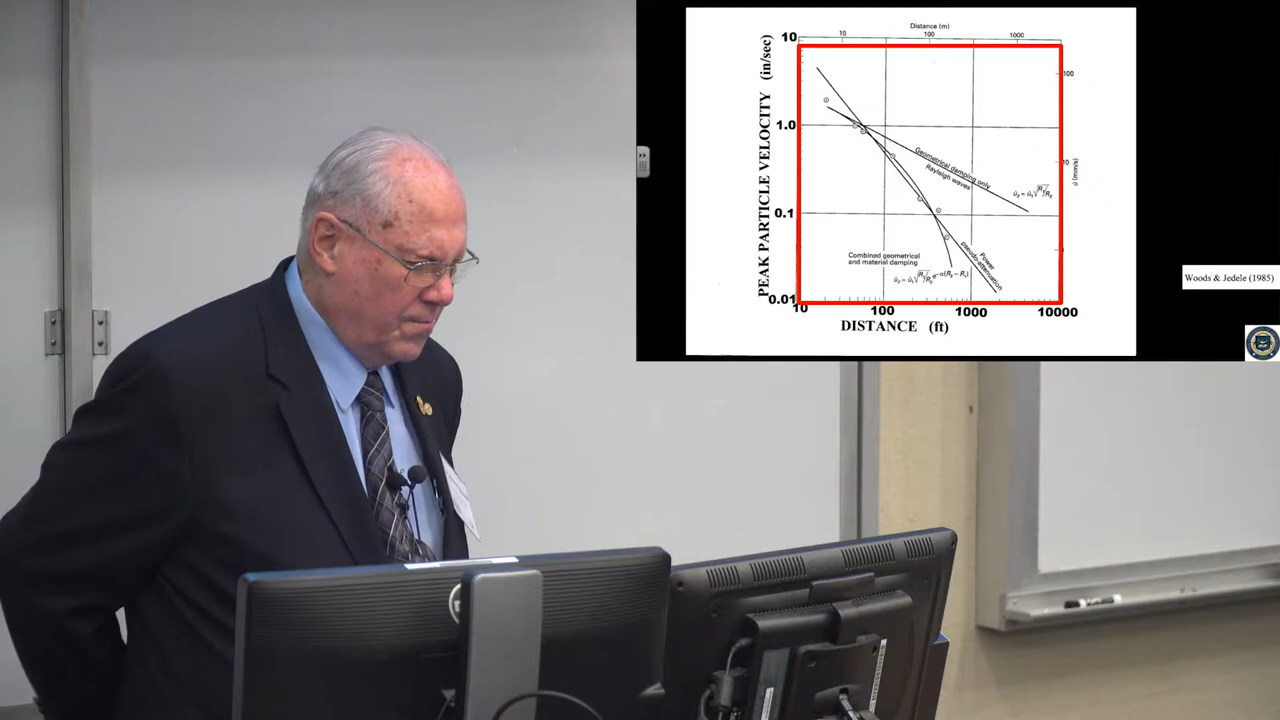 Distance (m)
10 100 1000
10
1.0
0.1
0.01
PEAK PARTICLE VELOCITY (in/sec)
100
10
u̇ (mm/s)
Geometrical damping only
Rayleigh waves
Combined geometrical
and material damping
Power
pseudo-attenuation
10 100 1000 10000
DISTANCE (ft)
Woods & Jedele (1985)